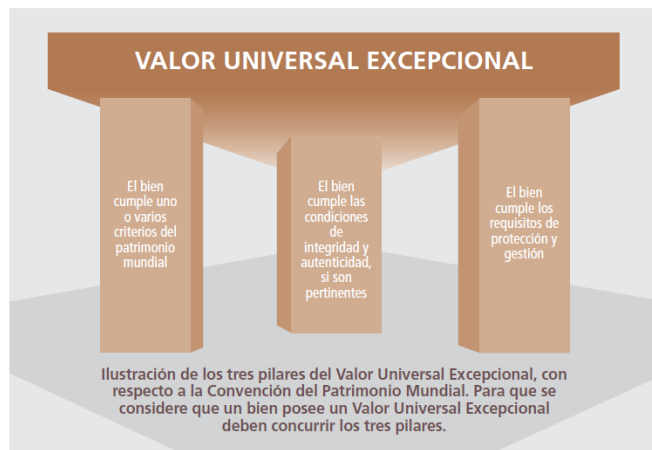 VALOR UNIVERSAL EXCEPCIONAL
El bien
cumple uno
o varios
criterios del
patrimonio
mundial
El bien
cumple las
condiciones
de
integridad y
autenticidad,
si son
pertinentes
El bien
cumple los
requisitos de
protección y
gestión
Ilustración de los tres pilares del Valor Universal Excepcional, con
respecto a la Convención del Patrimonio Mundial. Para que se
considere que un bien posee un Valor Universal Excepcional
deben concurrir los tres pilares.